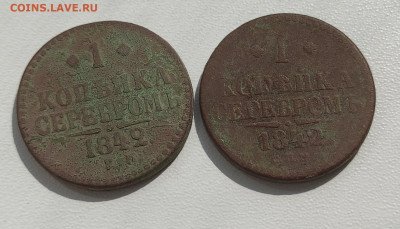 COINS.LAVE.RU
1
КОПѢЙКА
СЕРЕБРОМЪ
1842
1
КОПѢЙКА
СЕРЕБРОМЪ
1842